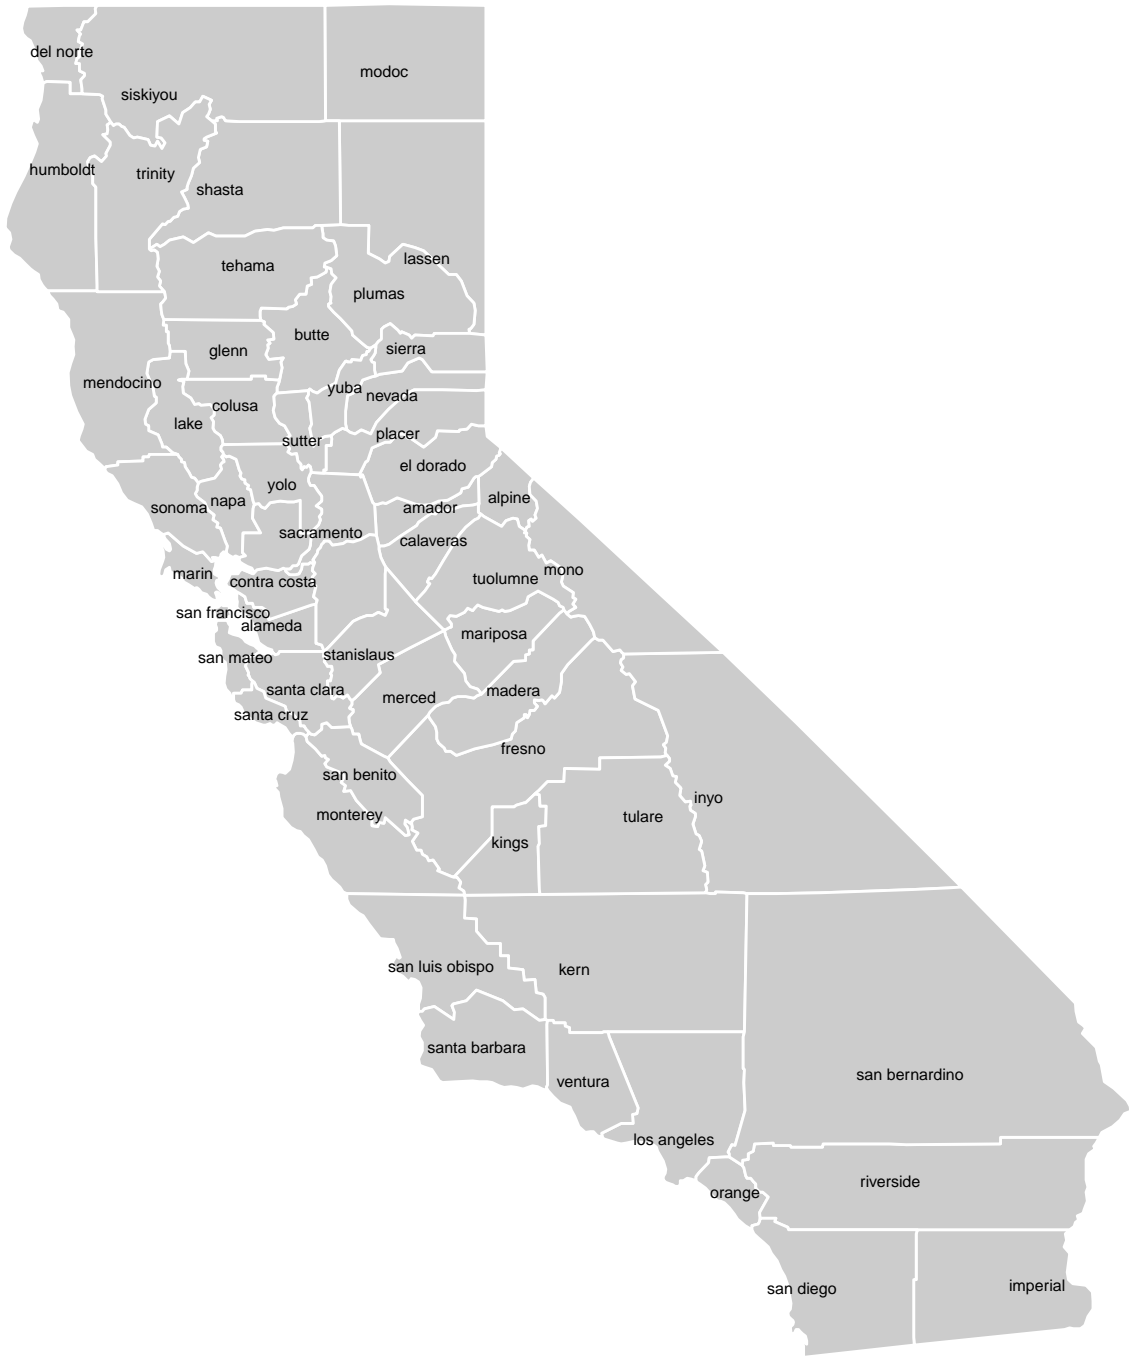 del norte
modoc
siskiyou
humboldt
trinity
shasta
lassen
tehama
plumas
butte
glenn
sierra
mendocino
yuba
nevada
colusa
lake
placer
sutter
el dorado
yolo
napa
alpine
sonoma
amador
sacramento
calaveras
mono
marin
contra costa
tuolumne
san francisco
alameda
mariposa
san mateo
stanislaus
santa clara
merced
madera
santa cruz
fresno
san benito
inyo
monterey
tulare
kings
san luis obispo
kern
santa barbara
san bernardino
ventura
los angeles
riverside
orange
san diego
imperial